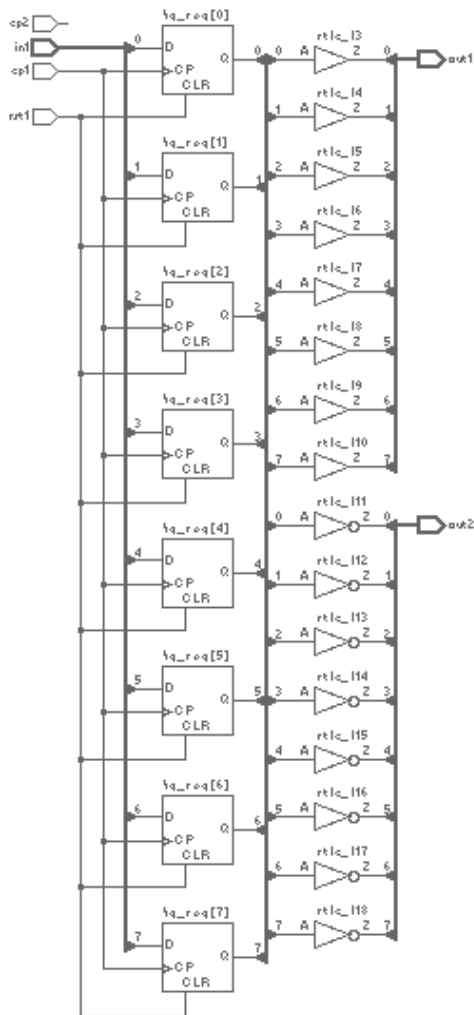 cp2
in1
cp1
rst1
\q_reg[0]
0 D Q 0
CP
CLR
\q_reg[1]
1 D Q 1
CP
CLR
\q_reg[2]
2 D Q 2
CP
CLR
\q_reg[3]
3 D Q 3
CP
CLR
\q_reg[4]
4 D Q 4
CP
CLR
\q_reg[5]
5 D Q 5
CP
CLR
\q_reg[6]
6 D Q 6
CP
CLR
\q_reg[7]
7 D Q 7
CP
CLR
rtlc_I3
0 A Z 0
out1
rtlc_I4
1 A Z 1
rtlc_I5
2 A Z 2
rtlc_I6
3 A Z 3
rtlc_I7
4 A Z 4
rtlc_I8
5 A Z 5
rtlc_I9
6 A Z 6
rtlc_I10
7 A Z 7
rtlc_I11
0 A Z 0
out2
rtlc_I12
1 A Z 1
rtlc_I13
2 A Z 2
rtlc_I14
3 A Z 3
rtlc_I15
4 A Z 4
rtlc_I16
5 A Z 5
rtlc_I17
6 A Z 6
rtlc_I18
7 A Z 7